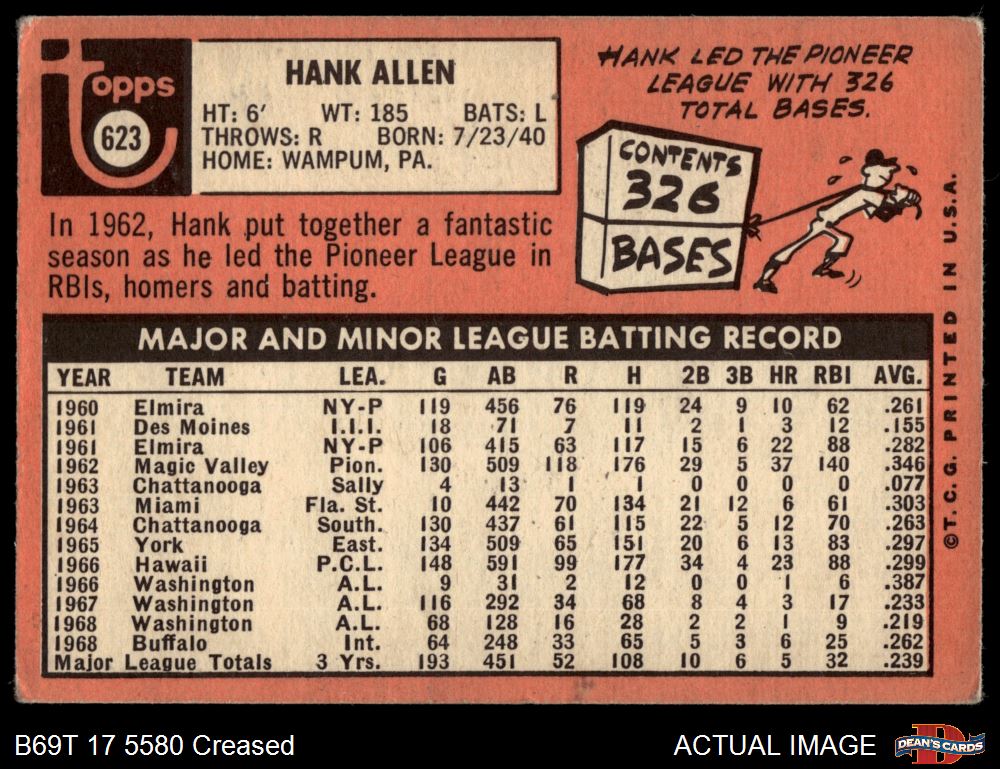 Topps
623
HANK ALLEN
HT: 6' WT: 185 BATS: L
THROWS: R BORN: 7/23/40
HOME: WAMPUM, PA.
HANK LED THE PIONEER
LEAGUE WITH 326
TOTAL BASES.
CONTENTS
326
BASES
In 1962, Hank put together a fantastic
season as he led the Pioneer League in
RBIs, homers and batting.
MAJOR AND MINOR LEAGUE BATTING RECORD
YEAR TEAM LEA. G AB R H 2B 3B HR RBI AVG.
1960 Elmira NY-P 119 456 76 119 24 9 10 62 .261
1961 Des Moines I.I.I. 18 71 7 11 2 1 3 12 .155
1961 Elmira NY-P 106 415 63 117 15 6 22 88 .282
1962 Magic Valley Pion. 130 509 118 176 29 5 37 140 .346
1963 Chattanooga Sally 4 13 1 1 0 0 0 0 .077
1963 Miami Fla. St. 10 442 70 134 21 12 6 61 .303
1964 Chattanooga South. 130 437 61 115 22 5 12 70 .263
1965 York East. 134 509 65 151 20 6 13 83 .297
1966 Hawaii P.C.L. 148 591 99 177 34 4 23 88 .299
1966 Washington A.L. 9 31 2 12 0 0 1 6 .387
1967 Washington A.L. 116 292 34 68 8 4 3 17 .233
1968 Washington A.L. 68 128 16 28 2 2 1 9 .219
1968 Buffalo Int. 64 248 33 65 5 3 6 25 .262
Major League Totals 3 Yrs. 193 451 52 108 10 6 5 32 .239
©T.C.G. PRINTED IN U.S.A.
B69T 17 5580 Creased
ACTUAL IMAGE
DEAN'S CARDS